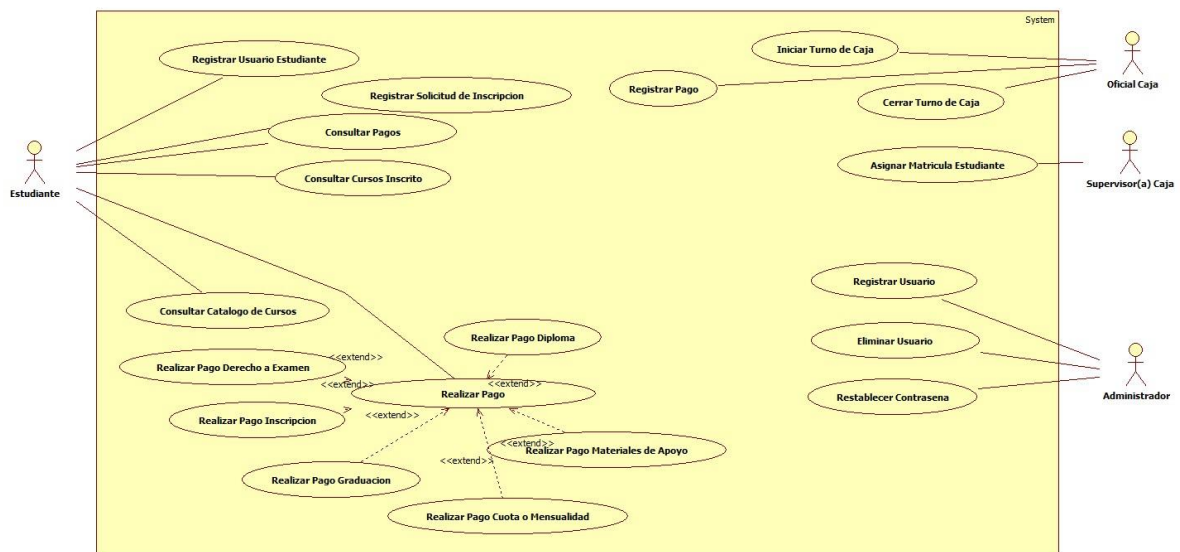 System
Registrar Usuario Estudiante
Iniciar Turno de Caja
Registrar Solicitud de Inscripcion
Registrar Pago
Cerrar Turno de Caja
Oficial Caja
Consultar Pagos
Estudiante
Consultar Cursos Inscrito
Asignar Matricula Estudiante
Supervisor(a) Caja
Registrar Usuario
Consultar Catalogo de Cursos
Realizar Pago Diploma
Eliminar Usuario
<<extend>>
Realizar Pago Derecho a Examen
<<extend>>
<<extend>>
Realizar Pago
Restablecer Contrasena
Administrador
Realizar Pago Inscripcion
<<extend>>
<<extend>>
Realizar Pago Materiales de Apoyo
<<extend>>
Realizar Pago Graduacion
Realizar Pago Cuota o Mensualidad